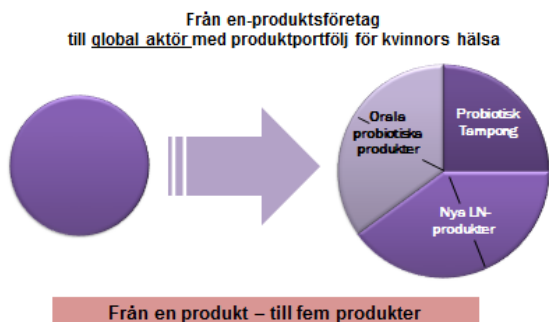 Från en-produktsföretag
till global aktör med produktportfölj för kvinnors hälsa
Orala
probiotiska
produkter
Probiotisk
Tampong
Nya LN-
produkter
Från en produkt – till fem produkter